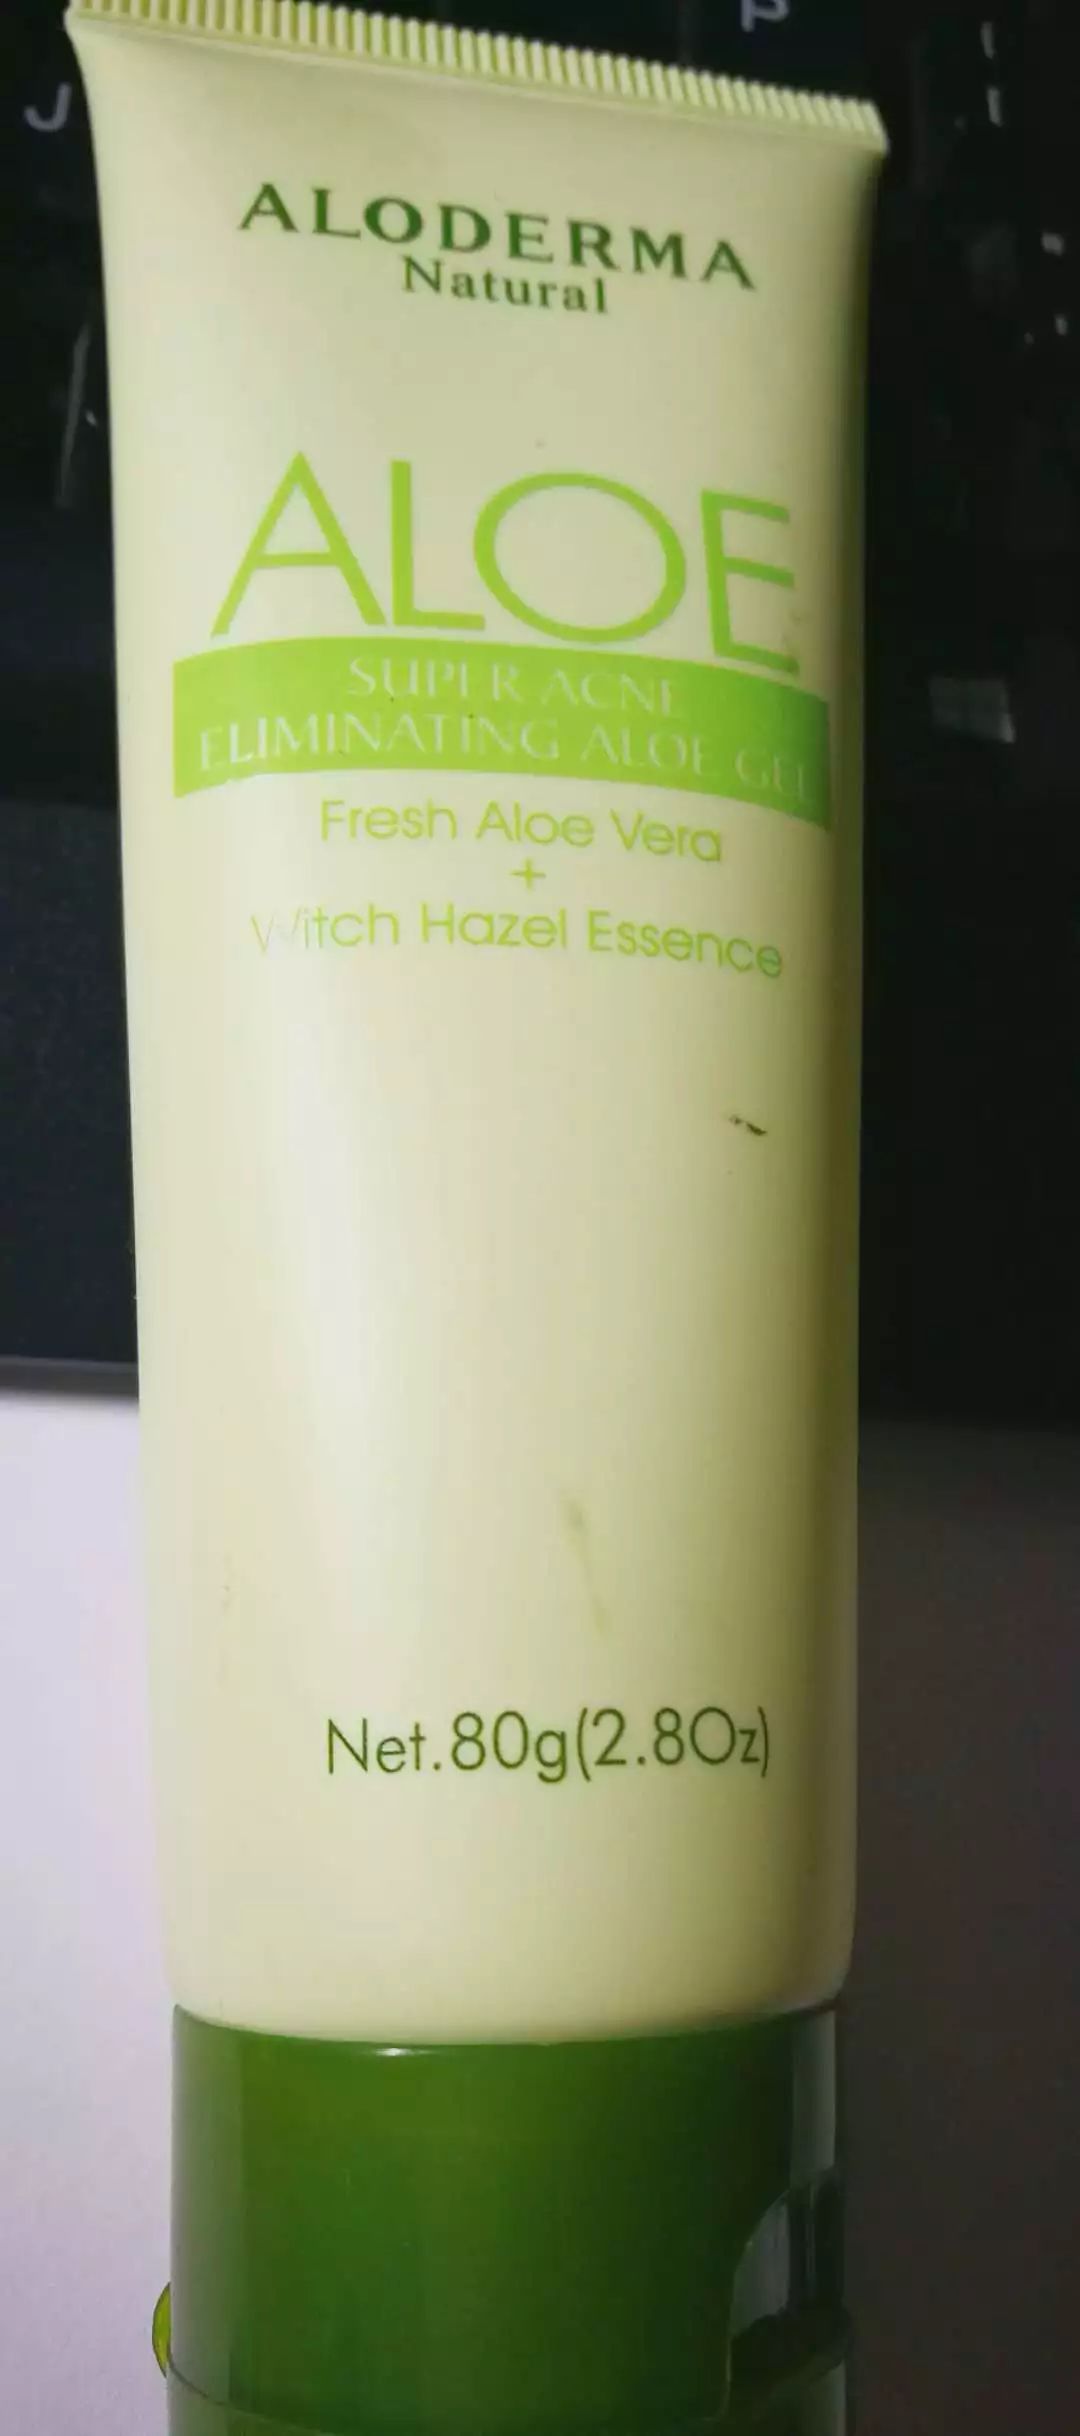 P
J
ALODERMA
Natural
ALOE
SUPER ACNE
ELIMINATING ALOE GEL
Fresh Aloe Vera
+
Witch Hazel Essence
Net.80g(2.8Oz)